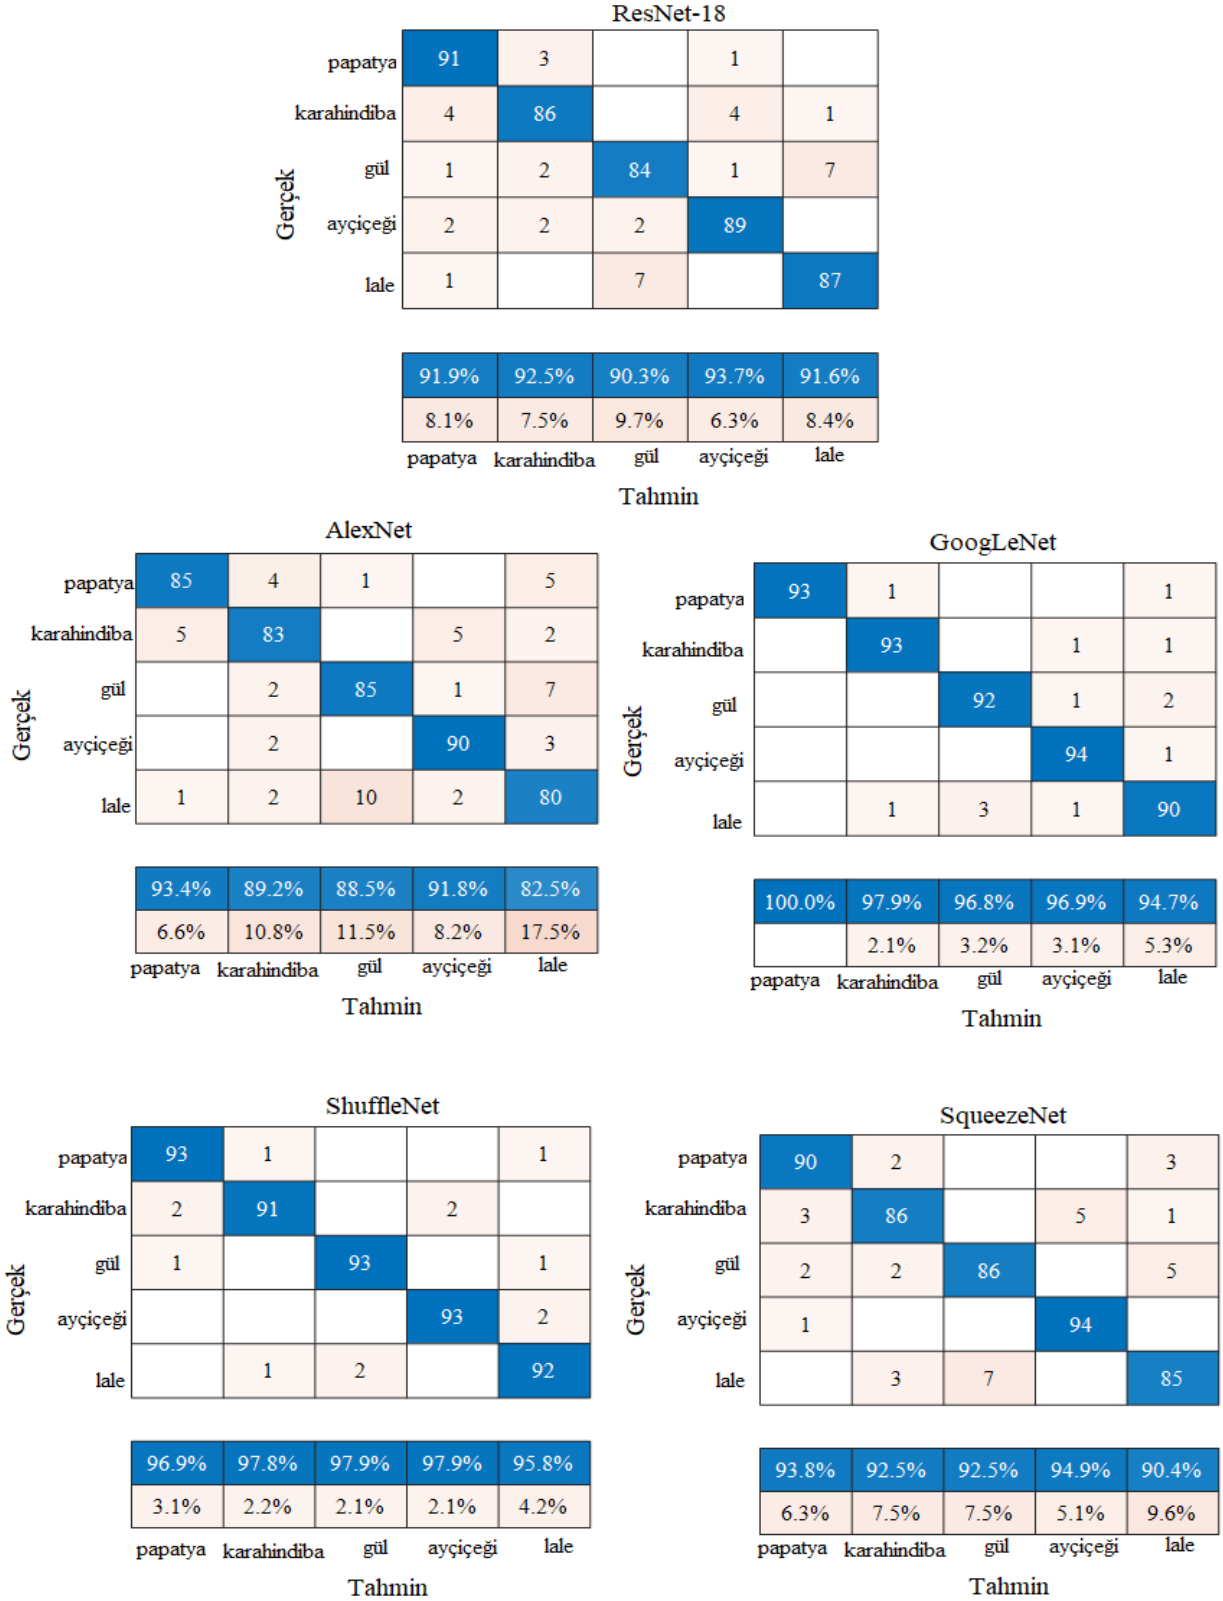 ResNet-18
papatya 91 3 1
karahindiba 4 86 4 1
gül 1 2 84 1 7
ayçiçeği 2 2 2 89
lale 1 7 87
Gerçek
91.9% 92.5% 90.3% 93.7% 91.6%
8.1% 7.5% 9.7% 6.3% 8.4%
papatya karahindiba gül ayçiçeği lale
Tahmin
AlexNet
papatya 85 4 1 5
karahindiba 5 83 5 2
gül 2 85 1 7
ayçiçeği 2 90 3
lale 1 2 10 2 80
Gerçek
93.4% 89.2% 88.5% 91.8% 82.5%
6.6% 10.8% 11.5% 8.2% 17.5%
papatya karahindiba gül ayçiçeği lale
Tahmin
GoogLeNet
papatya 93 1 1
karahindiba 93 1 1
gül 92 1 2
ayçiçeği 94 1
lale 1 3 1 90
Gerçek
100.0% 97.9% 96.8% 96.9% 94.7%
2.1% 3.2% 3.1% 5.3%
papatya karahindiba gül ayçiçeği lale
Tahmin
ShuffleNet
papatya 93 1 1
karahindiba 2 91 2
gül 1 93 1
ayçiçeği 93 2
lale 1 2 92
Gerçek
96.9% 97.8% 97.9% 97.9% 95.8%
3.1% 2.2% 2.1% 2.1% 4.2%
papatya karahindiba gül ayçiçeği lale
Tahmin
SqueezeNet
papatya 90 2 3
karahindiba 3 86 5 1
gül 2 2 86 5
ayçiçeği 1 94
lale 3 7 85
Gerçek
93.8% 92.5% 92.5% 94.9% 90.4%
6.3% 7.5% 7.5% 5.1% 9.6%
papatya karahindiba gül ayçiçeği lale
Tahmin